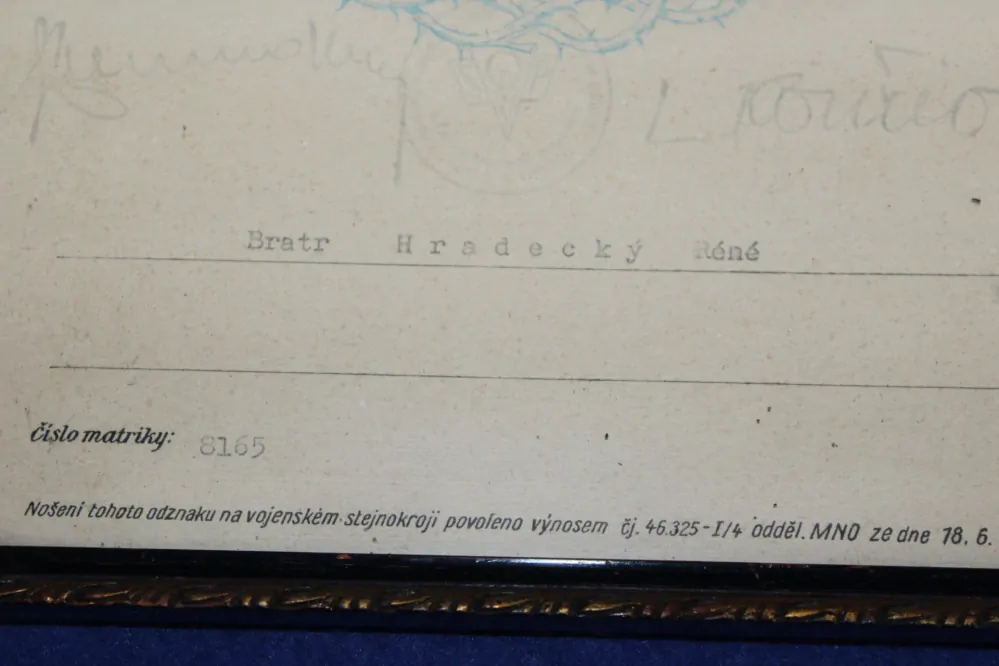 Bratr Hradecký Réné
číslo matriky: 8165
Nošení tohoto odznaku na vojenském stejnokroji povoleno výnosem čj. 46.325-I/4 odděl. MNO ze dne 18. 6.